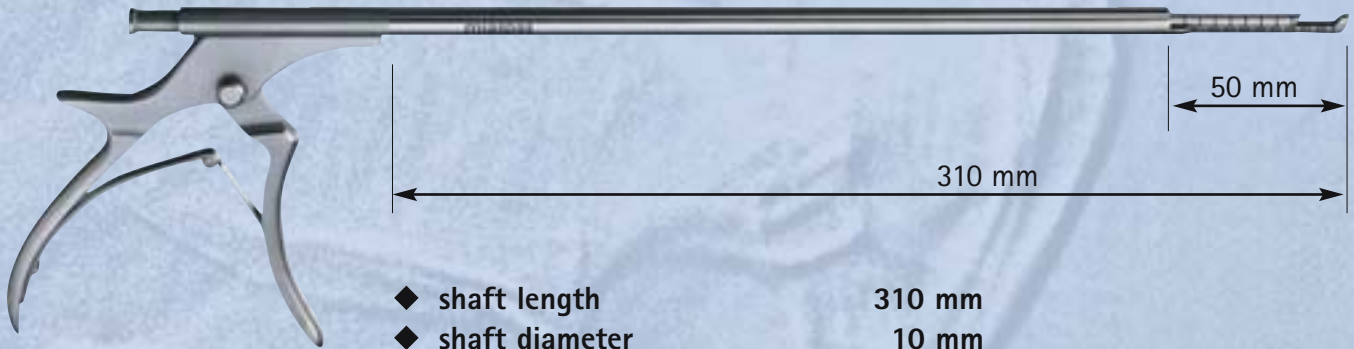 50 mm
310 mm
◆ shaft length 310 mm
◆ shaft diameter 10 mm